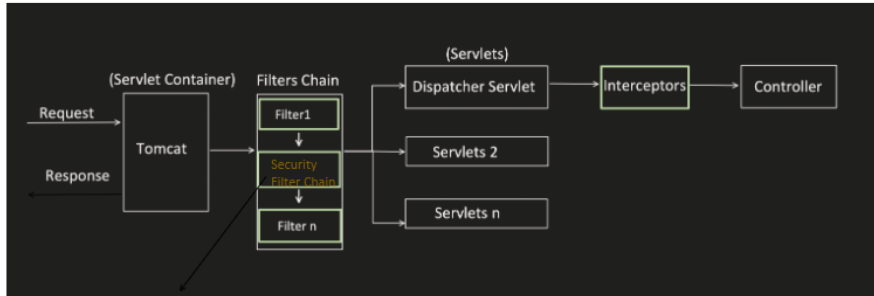 (Servlets)
(Servlet Container)
Filters Chain
Dispatcher Servlet
Interceptors
Controller
Request
Filter1
Tomcat
Servlets 2
Security
Filter Chain
Response
Servlets n
Filter n